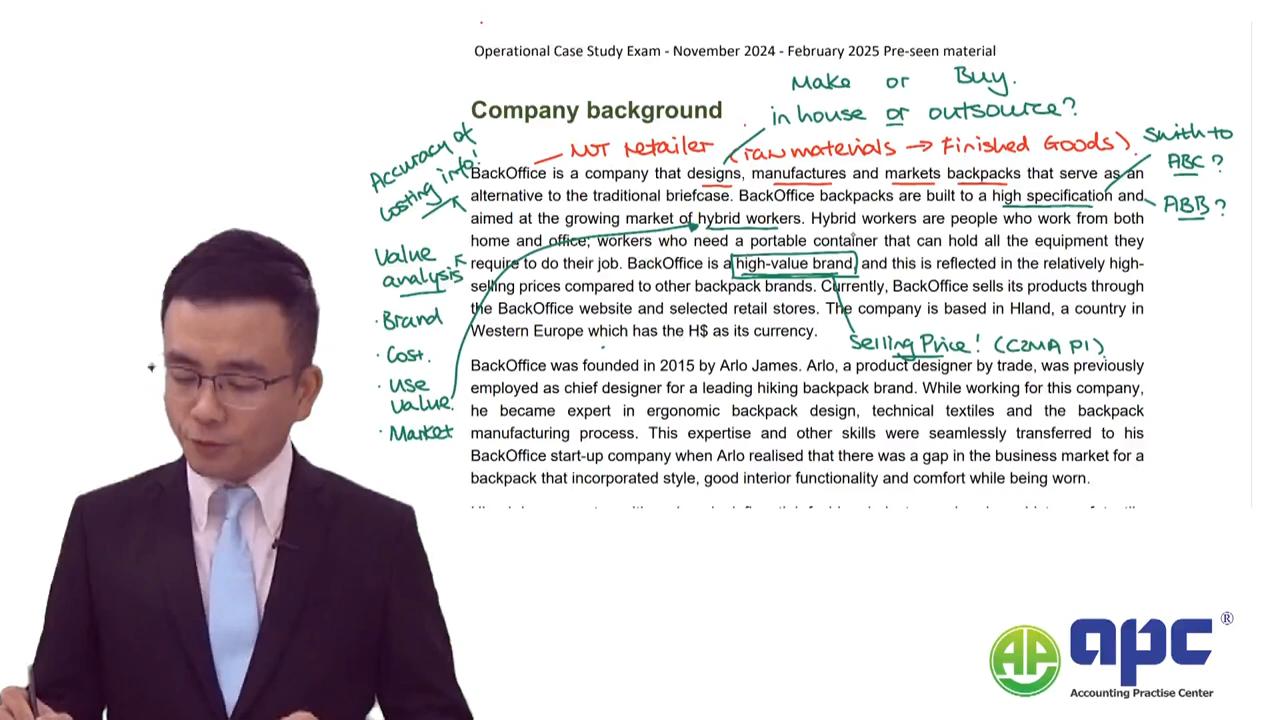 Operational Case Study Exam - November 2024 - February 2025 Pre-seen material
Make or Buy.
Company background
in house or outsource?
NOT retailer (raw materials → Finished Goods).
Switch to
ABC?
ABB?
Accuracy of
costing info!
BackOffice is a company that designs, manufactures and markets backpacks that serve as an
alternative to the traditional briefcase. BackOffice backpacks are built to a high specification and
aimed at the growing market of hybrid workers. Hybrid workers are people who work from both
home and office; workers who need a portable container that can hold all the equipment they
require to do their job. BackOffice is a high-value brand and this is reflected in the relatively high-
selling prices compared to other backpack brands. Currently, BackOffice sells its products through
the BackOffice website and selected retail stores. The company is based in Hland, a country in
Western Europe which has the H$ as its currency.
Value
analysis
· Brand
· Cost.
· Use
Value.
· Market
Selling Price! (C2MA P1)
BackOffice was founded in 2015 by Arlo James. Arlo, a product designer by trade, was previously
employed as chief designer for a leading hiking backpack brand. While working for this company,
he became expert in ergonomic backpack design, technical textiles and the backpack
manufacturing process. This expertise and other skills were seamlessly transferred to his
BackOffice start-up company when Arlo realised that there was a gap in the business market for a
backpack that incorporated style, good interior functionality and comfort while being worn.
AP
apc®
Accounting Practise Center